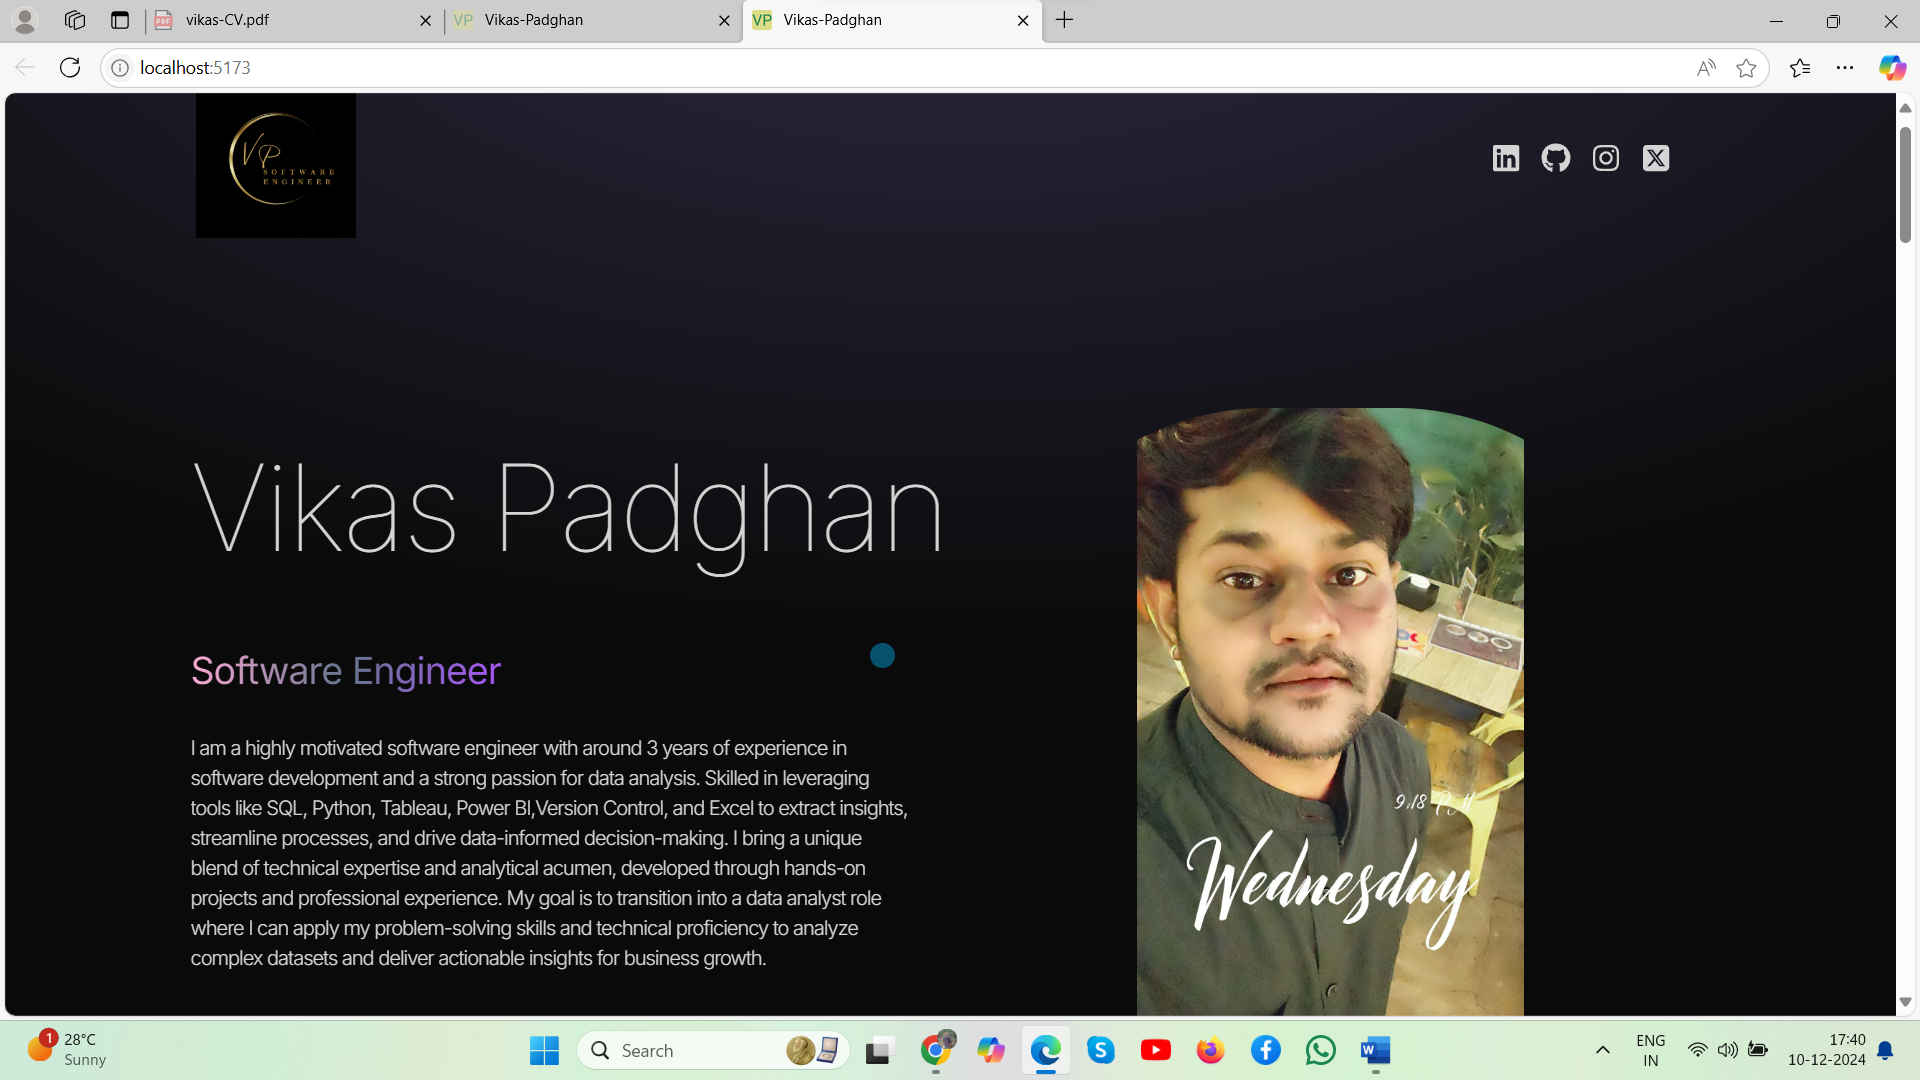 vikas-CV.pdf
VP Vikas-Padghan
VP Vikas-Padghan
localhost:5173
VP
SOFTWARE
ENGINEER
Vikas Padghan
Software Engineer
I am a highly motivated software engineer with around 3 years of experience in
software development and a strong passion for data analysis. Skilled in leveraging
tools like SQL, Python, Tableau, Power BI,Version Control, and Excel to extract insights,
streamline processes, and drive data-informed decision-making. I bring a unique
blend of technical expertise and analytical acumen, developed through hands-on
projects and professional experience. My goal is to transition into a data analyst role
where I can apply my problem-solving skills and technical proficiency to analyze
complex datasets and deliver actionable insights for business growth.
9:18 PM
Wednesday
1
28°C
Sunny
Search
ENG
IN
17:40
10-12-2024